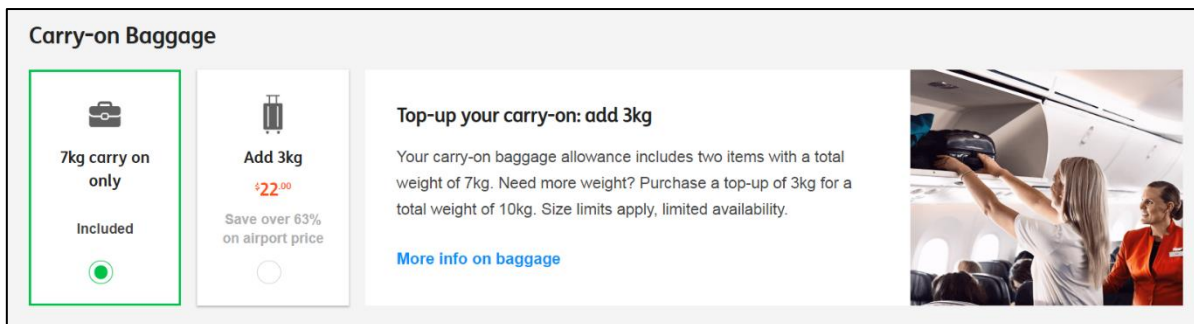 Carry-on Baggage
7kg carry on
only
Included
Add 3kg
$22.00
Save over 63%
on airport price
Top-up your carry-on: add 3kg
Your carry-on baggage allowance includes two items with a total
weight of 7kg. Need more weight? Purchase a top-up of 3kg for a
total weight of 10kg. Size limits apply, limited availability.
More info on baggage